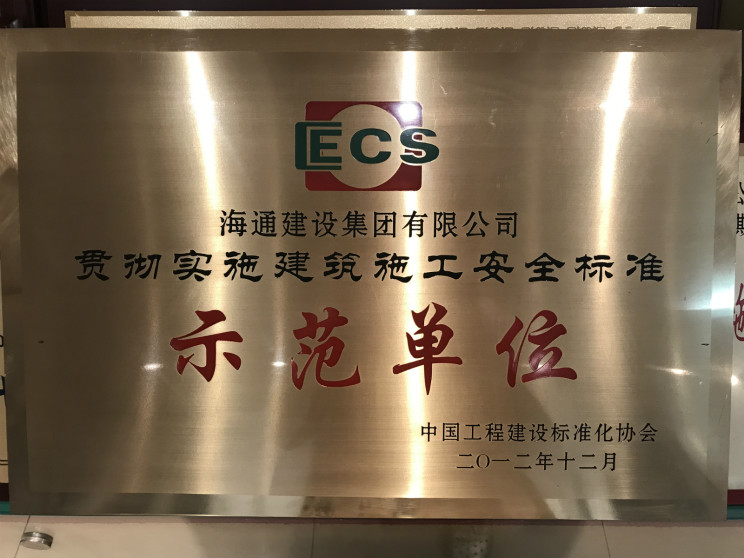 CECS
海通建设集团有限公司
贯彻实施建筑施工安全标准
示范单位
中国工程建设标准化协会
二〇一二年十二月